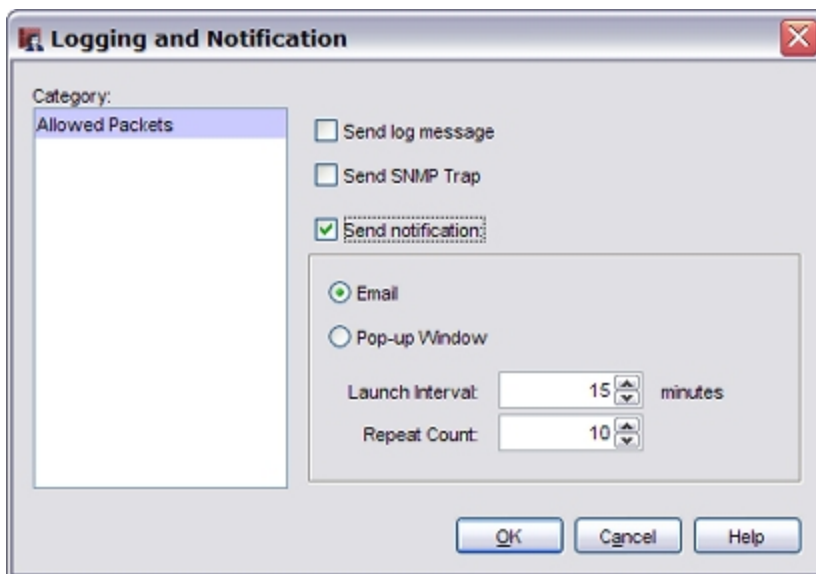 Logging and Notification
Category:
Allowed Packets
Send log message
Send SNMP Trap
Send notification:
Email
Pop-up Window
Launch Interval: 15 minutes
Repeat Count: 10
OK Cancel Help